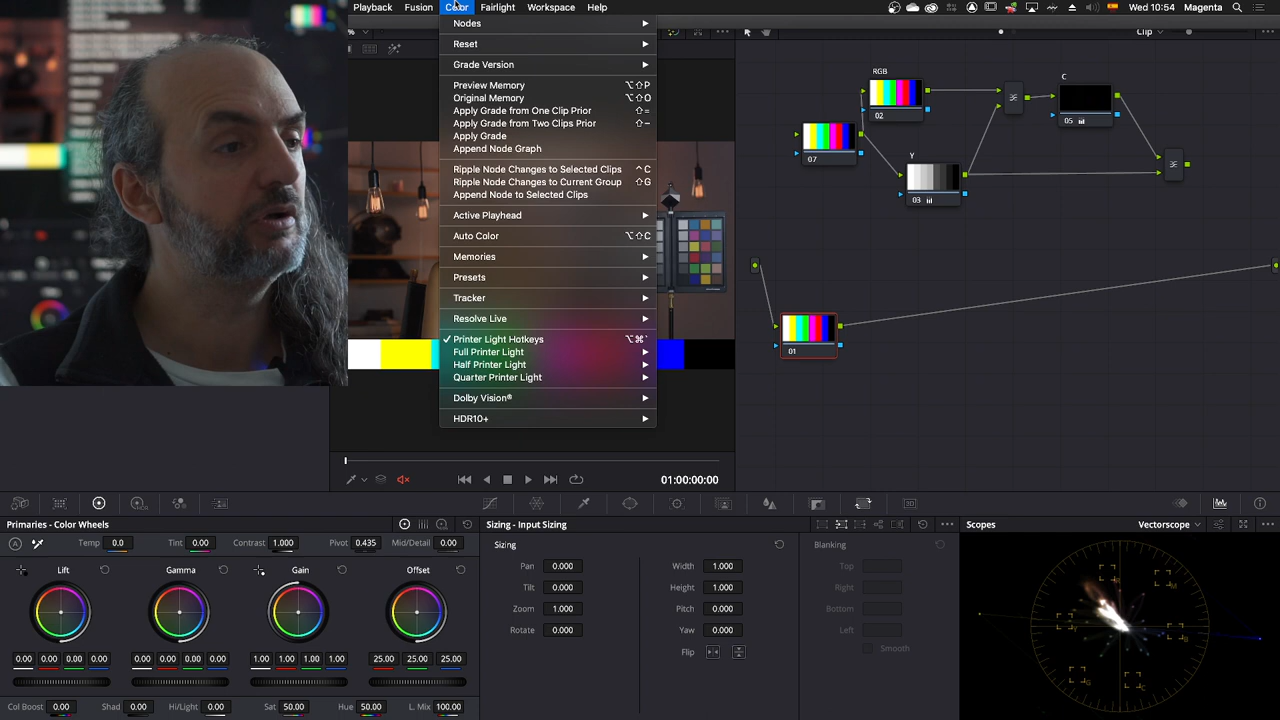 Playback Fusion Color Fairlight Workspace Help
Magenta Wed 10:54
Nodes
Reset
Grade Version
Preview Memory ⌥⇧P
Original Memory ⌥⇧O
Apply Grade from One Clip Prior ⇧=
Apply Grade from Two Clips Prior ⇧−
Apply Grade
Append Node Graph
Ripple Node Changes to Selected Clips ^C
Ripple Node Changes to Current Group ⇧G
Append Node to Selected Clips
Active Playhead
Auto Color ⌥⇧C
Memories
Presets
Tracker
Resolve Live
✓ Printer Light Hotkeys ⌥⌘`
Full Printer Light
Half Printer Light
Quarter Printer Light
Dolby Vision®
HDR10+
Clip
RGB
02
C
05
07
Y
03
01
01:00:00:00
Primaries - Color Wheels
Temp 0.0 Tint 0.00 Contrast 1.000 Pivot 0.435 Mid/Detail 0.00
Lift Gamma Gain Offset
0.00 0.00 0.00 0.00 0.00 0.00 0.00 0.00 1.00 1.00 1.00 1.00 25.00 25.00 25.00
Col Boost 0.00 Shad 0.00 Hi/Light 0.00 Sat 50.00 Hue 50.00 L. Mix 100.00
Sizing - Input Sizing
Sizing
Pan 0.000 Width 1.000
Tilt 0.000 Height 1.000
Zoom 1.000 Pitch 0.000
Rotate 0.000 Yaw 0.000
Flip
Blanking
Top
Right
Bottom
Left
Smooth
Scopes Vectorscope